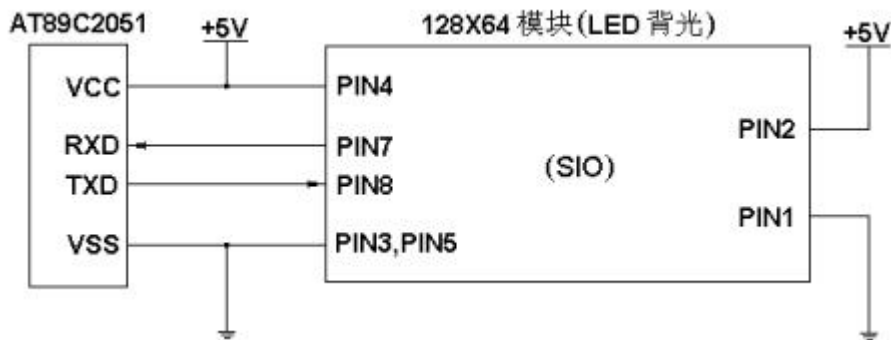 AT89C2051
+5V
128X64 模块(LED 背光)
+5V
VCC
PIN4
RXD
PIN7
PIN2
TXD
PIN8
(SIO)
PIN1
VSS
PIN3,PIN5